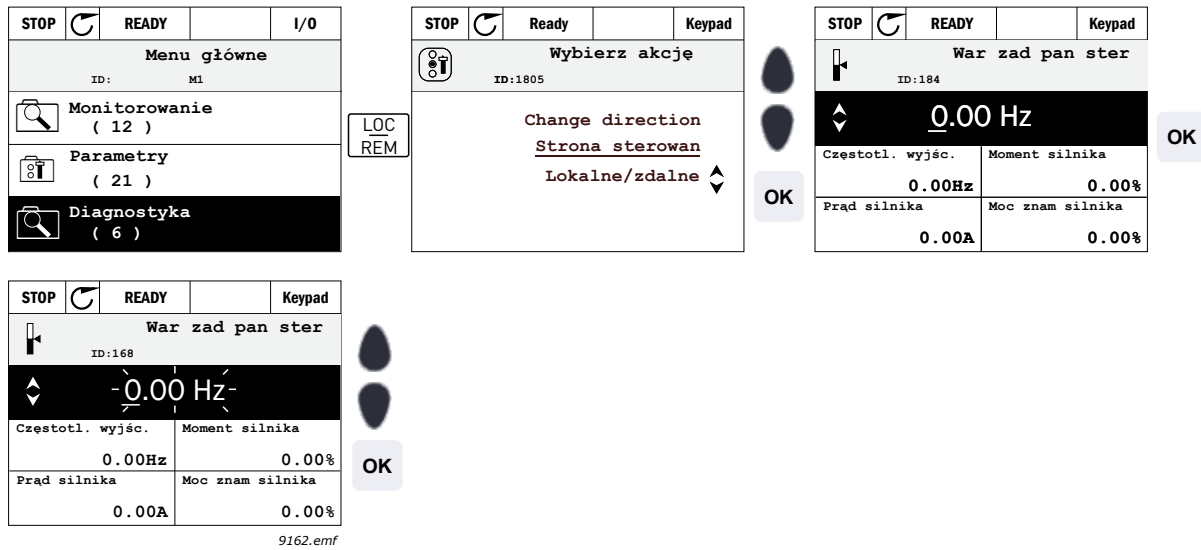 STOP READY I/O
Menu główne
ID: M1
Monitorowanie
( 12 )
Parametry
( 21 )
Diagnostyka
( 6 )
LOC
REM
STOP Ready Keypad
Wybierz akcję
ID:1805
Change direction
Strona sterowan
Lokalne/zdalne
OK
STOP READY Keypad
War zad pan ster
ID:184
0.00 Hz
Częstotl. wyjśc. Moment silnika
0.00Hz 0.00%
Prąd silnika Moc znam silnika
0.00A 0.00%
OK
STOP READY Keypad
War zad pan ster
ID:168
0.00 Hz
Częstotl. wyjśc. Moment silnika
0.00Hz 0.00%
Prąd silnika Moc znam silnika
0.00A 0.00%
OK
9162.emf